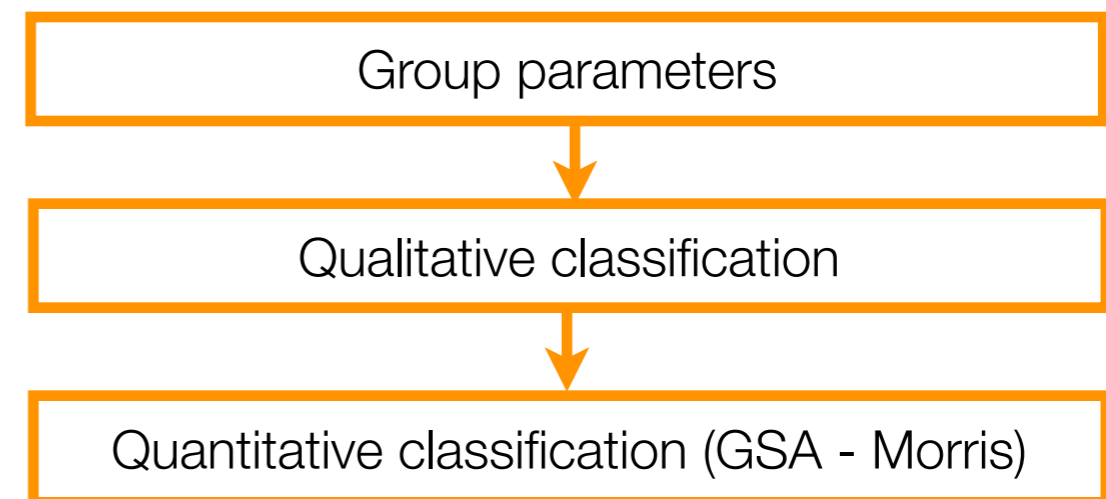 Group parameters
Qualitative classification
Quantitative classification (GSA - Morris)